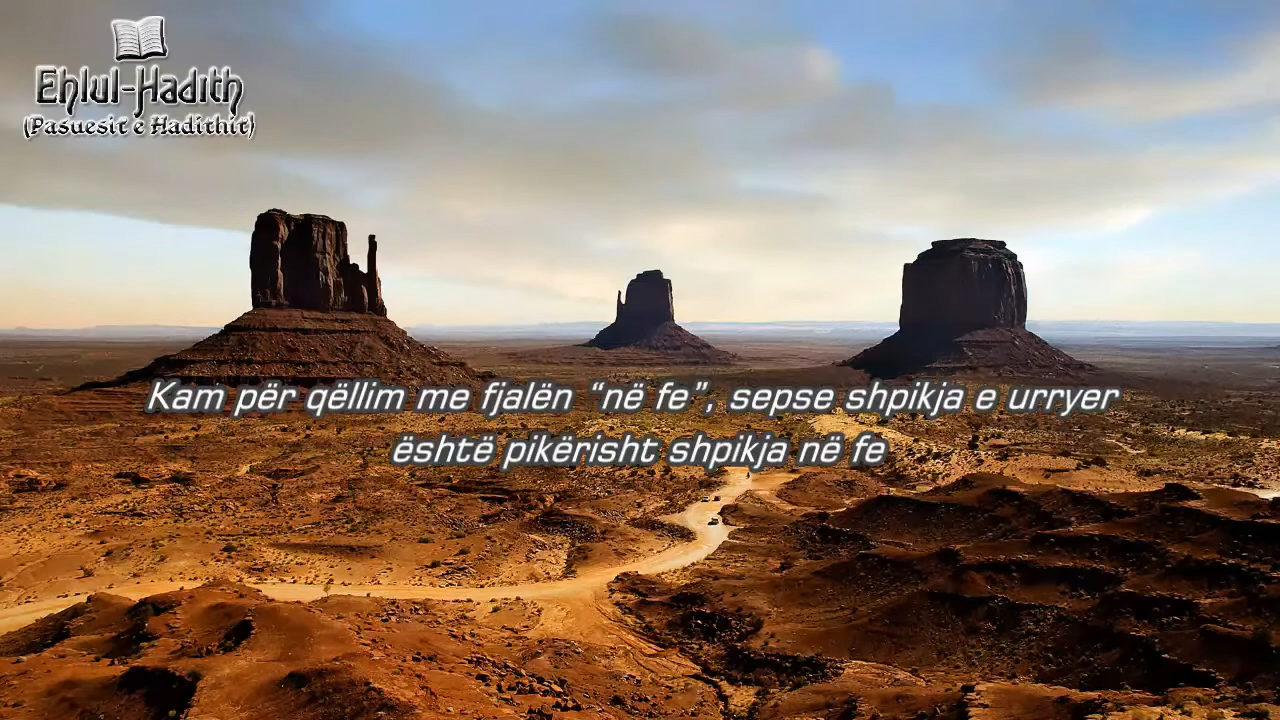 Ehlul-Hadith
(Pasuesit e Hadithit)
Kam për qëllim me fjalën “në fe”, sepse shpikja e urryer
është pikërisht shpikja në fe